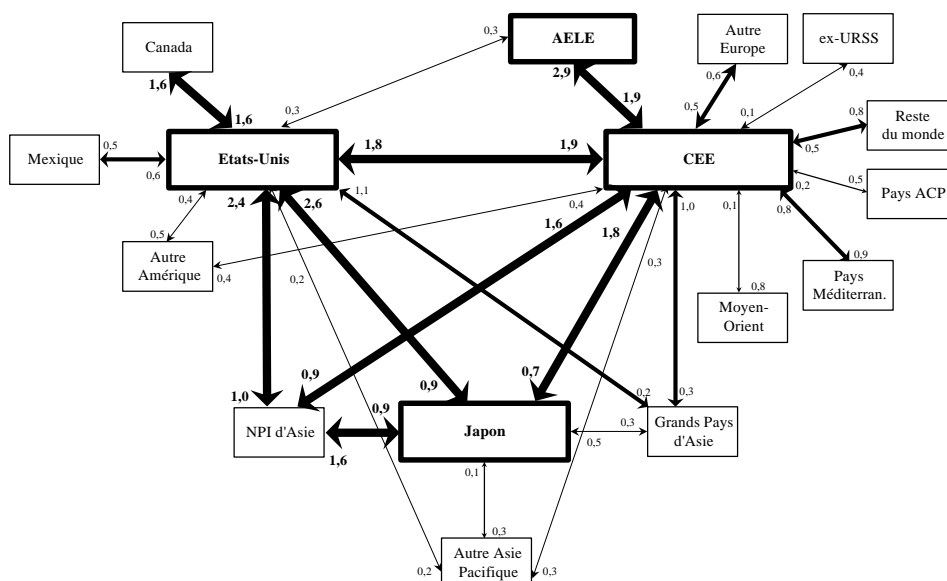 0,3
AELE
Autre
Europe
ex-URSS
Canada
1,6
2,9
0,6
0,4
0,3
1,6
1,9
0,5
0,1
0,8
Reste
du monde
Mexique
0,5
0,6
Etats-Unis
1,8
1,9
CEE
0,5
0,2
0,5
Pays ACP
0,4
2,4
2,6
1,1
0,4
1,6
1,8
1,0
0,1
0,8
0,5
Autre
Amérique
0,4
0,2
0,3
0,8
0,9
Pays
Méditerran.
Moyen-
Orient
1,0
0,9
0,9
0,7
0,2
0,3
NPI d'Asie
0,9
1,6
Japon
0,5
0,3
Grands Pays
d'Asie
0,1
0,3
0,2
Autre Asie
Pacifique
0,3